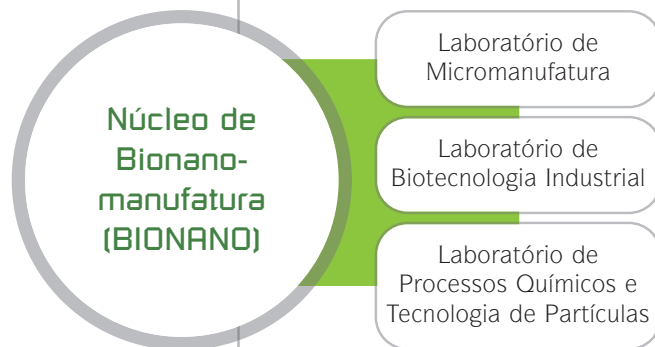 Núcleo de
Bionano-
manufatura
(BIONANO)
Laboratório de
Micromanufatura
Laboratório de
Biotecnologia Industrial
Laboratório de
Processos Químicos e
Tecnologia de Partículas